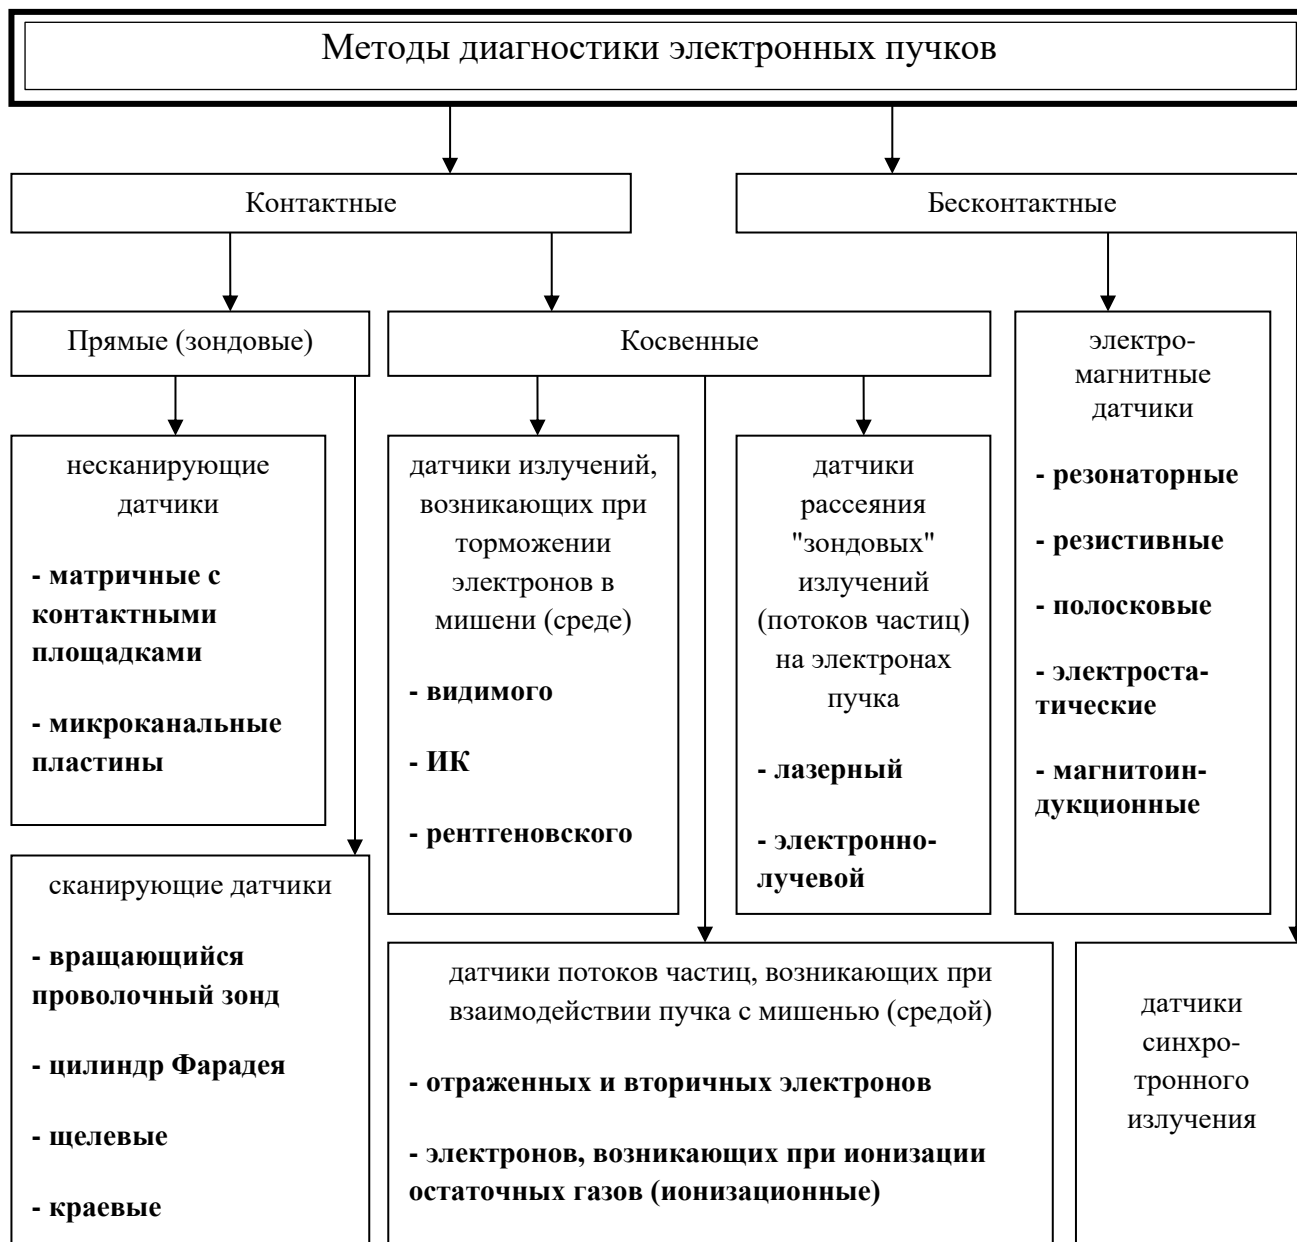 Методы диагностики электронных пучков
Контактные
Бесконтактные
Прямые (зондовые)
Косвенные
электро-
магнитные
датчики
- резонаторные
- резистивные
- полосковые
- электроста-
тические
- магнитоин-
дукционные
несканирующие
датчики
- матричные с
контактными
площадками
- микроканальные
пластины
датчики излучений,
возникающих при
торможении
электронов в
мишени (среде)
- видимого
- ИК
- рентгеновского
датчики
рассеяния
"зондовых"
излучений
(потоков частиц)
на электронах
пучка
- лазерный
- электронно-
лучевой
сканирующие датчики
- вращающийся
проволочный зонд
- цилиндр Фарадея
- щелевые
- краевые
датчики потоков частиц, возникающих при
взаимодействии пучка с мишенью (средой)
- отраженных и вторичных электронов
- электронов, возникающих при ионизации
остаточных газов (ионизационные)
датчики
синхро-
тронного
излучения